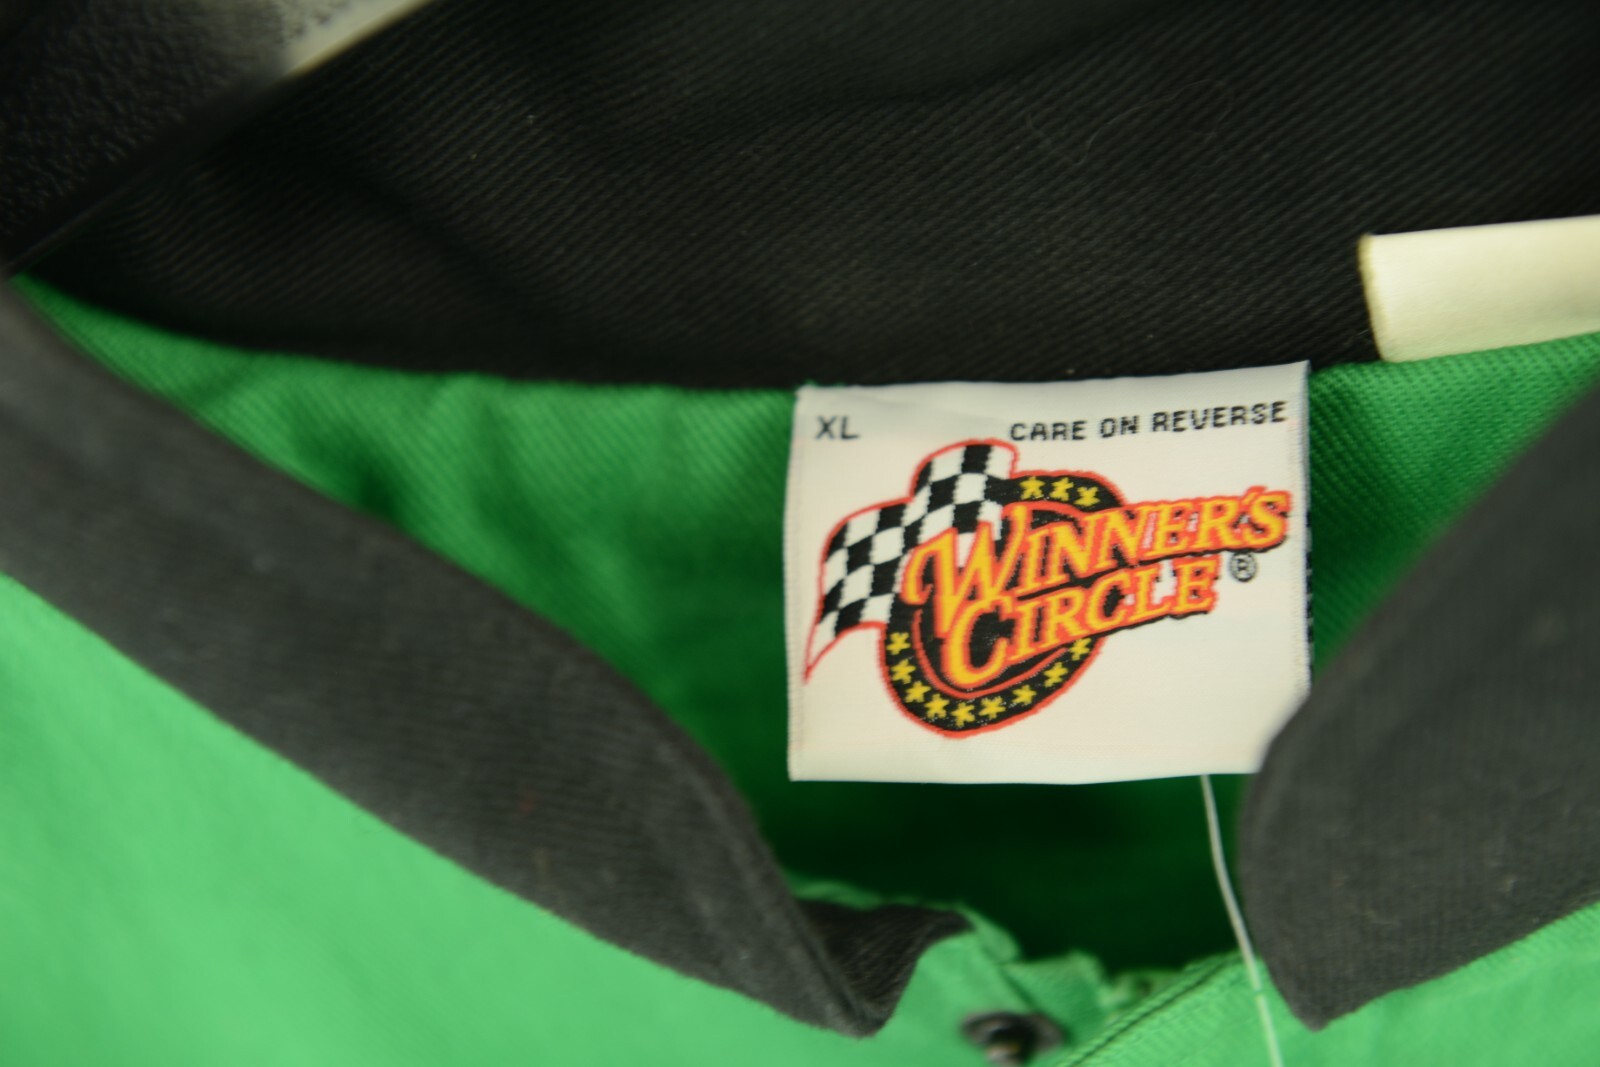 XL CARE ON REVERSE
WINNER'S
CIRCLE ®